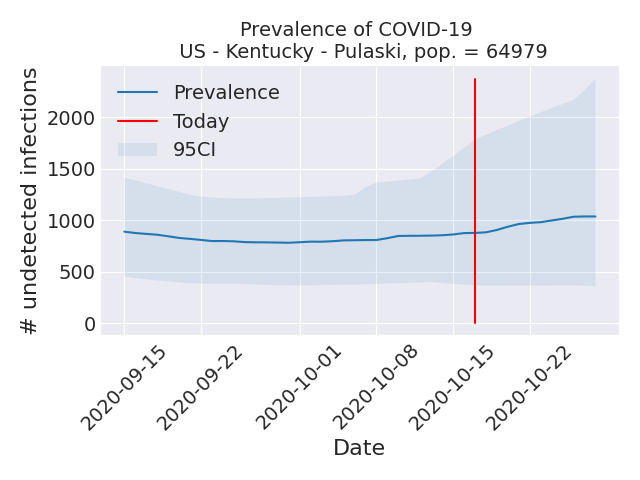 Prevalence of COVID-19
US - Kentucky - Pulaski, pop. = 64979
# undetected infections
2000
1500
1000
500
0
Prevalence
Today
95CI
2020-09-15
2020-09-22
2020-10-01
2020-10-08
2020-10-15
2020-10-22
Date